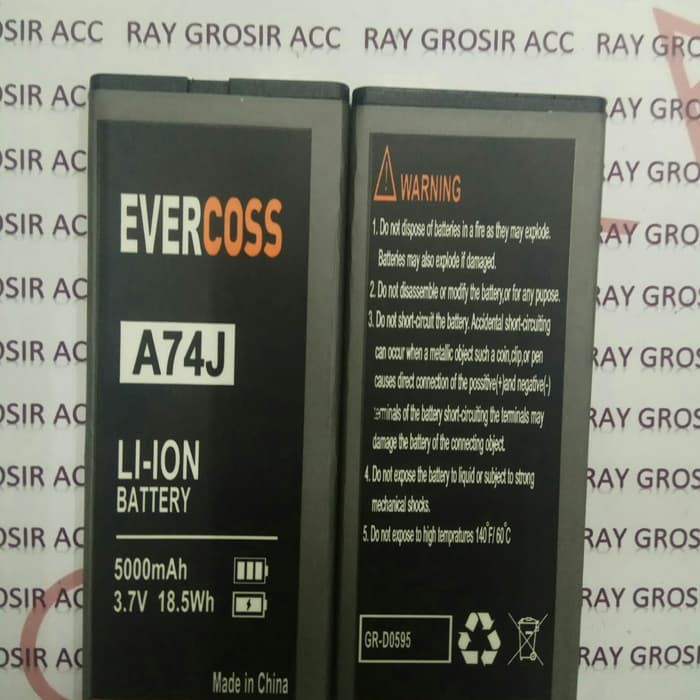 RAY GROSIR ACC RAY GROSIR ACC
EVERCOSS
A74J
LI-ION
BATTERY
5000mAh
3.7V 18.5Wh
Made in China
WARNING
1. Do not dispose of batteries in a fire as they may explode.
Batteries may also explode if damaged.
2. Do not disassemble or modify the battery,or for any pupose.
3. Do not short-circuit the battery. Accidental short-circuiting
can occur when a metallic object such a coin,clip,or pen
causes direct connection of the possitive(+)and negative(-)
terminals of the battery short-circuiting the terminals may
damage the battery of the connecting object.
4. Do not expose the battery to liquid or subject to strong
mechanical shocks.
5. Do not expose to high tempratures 140°F/ 60°C
GR-D0595